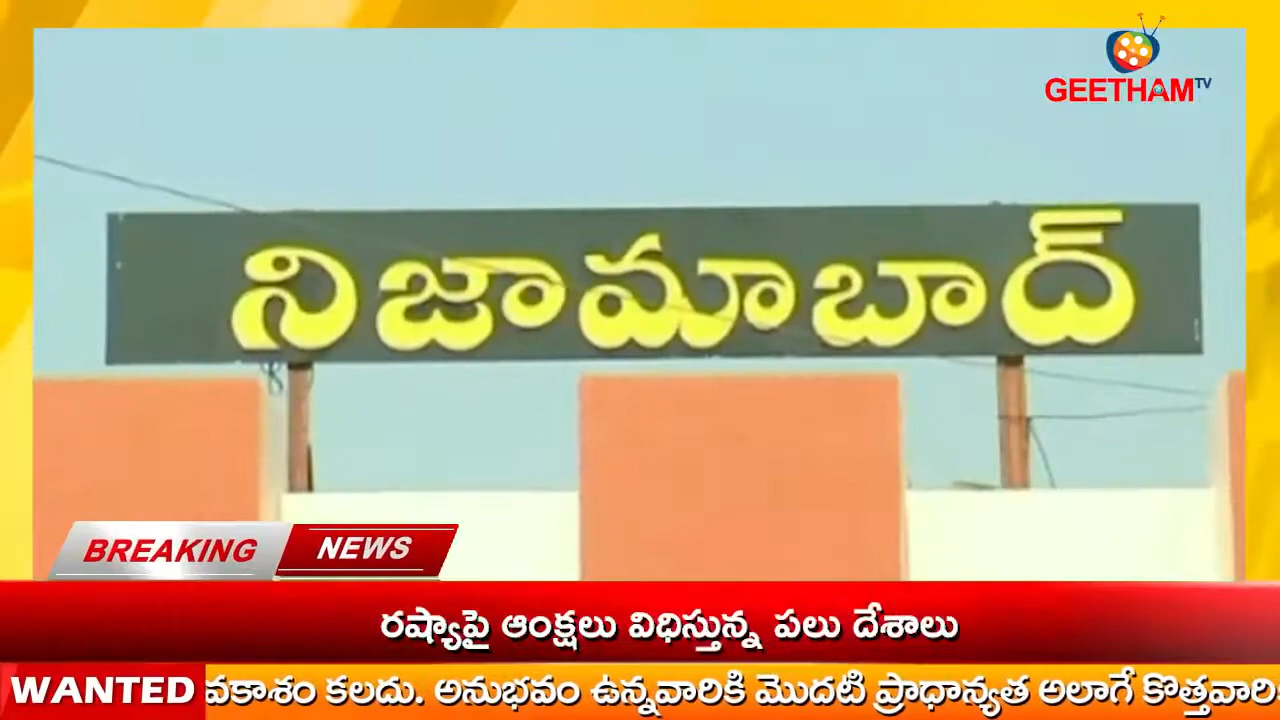 GEETHAM TV
నిజామాబాద్
BREAKING NEWS
రష్యాపై ఆంక్షలు విధిస్తున్న పలు దేశాలు
WANTED వకాశం కలదు. అనుభవం ఉన్నవారికి మొదటి ప్రాధాన్యత అలాగే కొత్తవారి